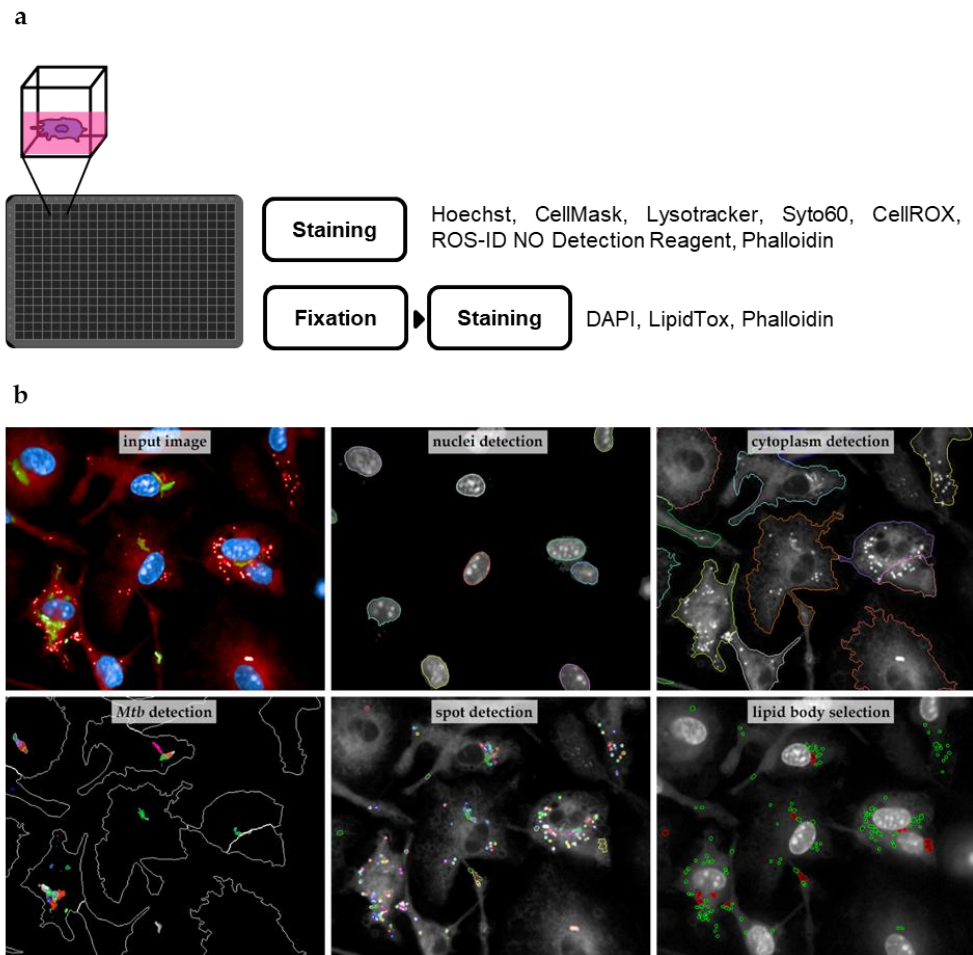 a
Staining
Hoechst, CellMask, Lysotracker, Syto60, CellROX,
ROS-ID NO Detection Reagent, Phalloidin
Fixation
Staining
DAPI, LipidTox, Phalloidin
b
input image
nuclei detection
cytoplasm detection
Mtb detection
spot detection
lipid body selection